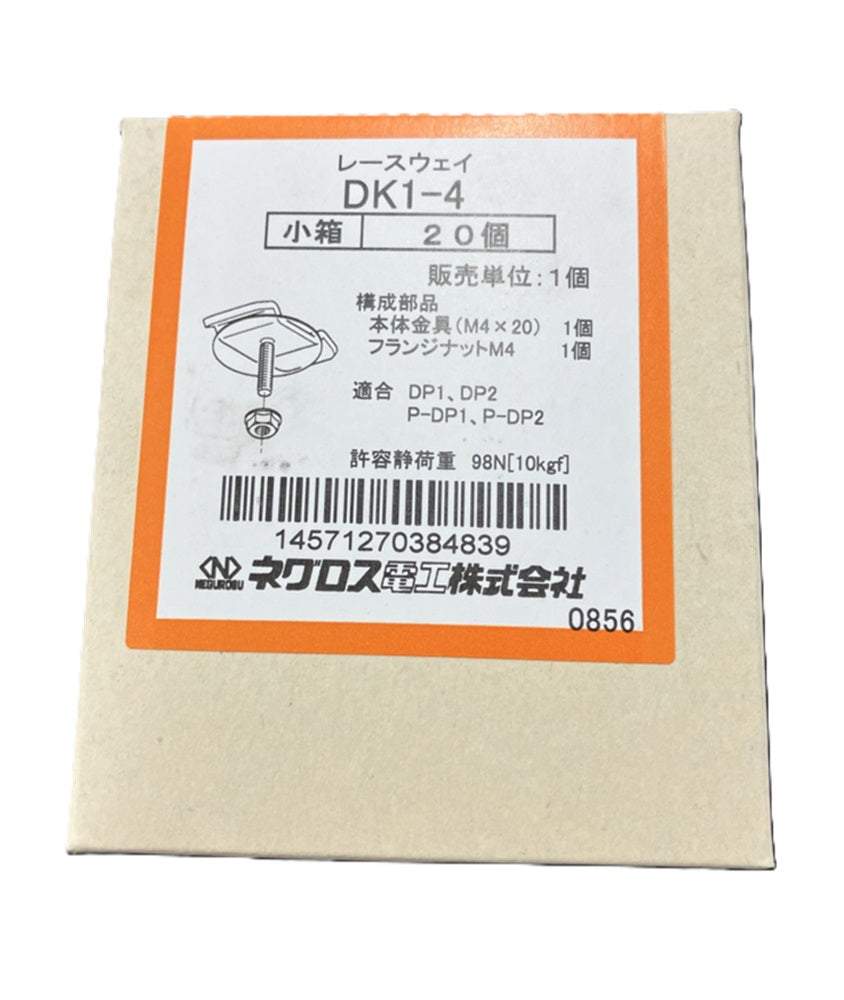 レースウェイ
DK1-4
小箱 20個
販売単位:1個
構成部品
本体金具(M4×20) 1個
フランジナットM4 1個
適合 DP1、DP2
P-DP1、P-DP2
許容静荷重 98N[10kgf]
14571270384839
NEGUROSU ネグロス電工株式会社
0856